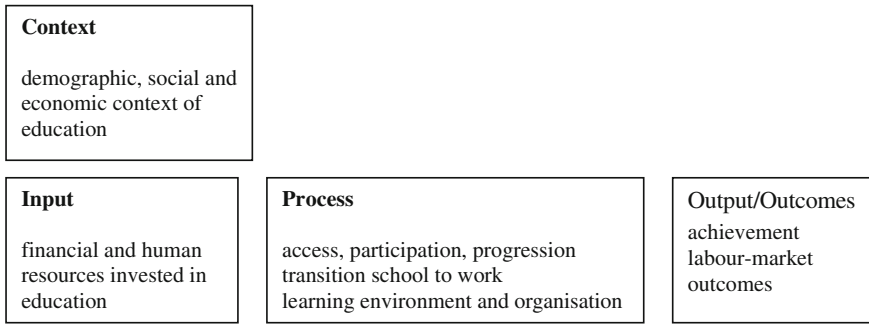 Context
demographic, social and
economic context of
education
Input
financial and human
resources invested in
education
Process
access, participation, progression
transition school to work
learning environment and organisation
Output/Outcomes
achievement
labour-market
outcomes